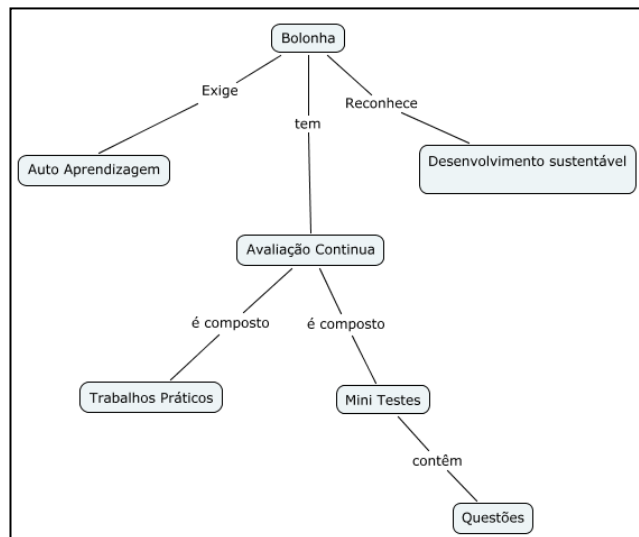 Bolonha
Exige
Reconhece
tem
Auto Aprendizagem
Desenvolvimento sustentável
Avaliação Continua
é composto
é composto
Trabalhos Práticos
Mini Testes
contêm
Questões